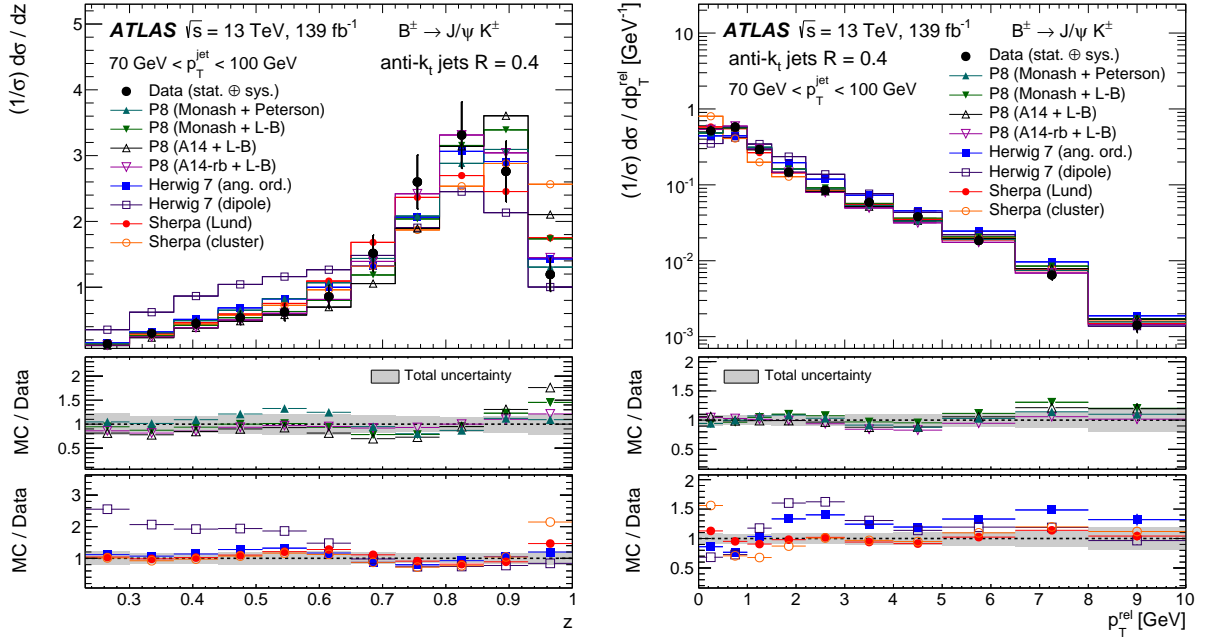 (1/σ) dσ / dz
5
4
3
2
1
ATLAS √s = 13 TeV, 139 fb⁻¹ B± → J/ψ K±
70 GeV < p_T^jet < 100 GeV anti-k_t jets R = 0.4
Data (stat. ⊕ sys.)
P8 (Monash + Peterson)
P8 (Monash + L-B)
P8 (A14 + L-B)
P8 (A14-rb + L-B)
Herwig 7 (ang. ord.)
Herwig 7 (dipole)
Sherpa (Lund)
Sherpa (cluster)
MC / Data
2
1.5
1
0.5
Total uncertainty
MC / Data
3
2
1
0.3 0.4 0.5 0.6 0.7 0.8 0.9 1
z
(1/σ) dσ / dp_T^rel [GeV⁻¹]
10
1
10⁻¹
10⁻²
10⁻³
ATLAS √s = 13 TeV, 139 fb⁻¹ B± → J/ψ K±
anti-k_t jets R = 0.4
70 GeV < p_T^jet < 100 GeV
Data (stat. ⊕ sys.)
P8 (Monash + Peterson)
P8 (Monash + L-B)
P8 (A14 + L-B)
P8 (A14-rb + L-B)
Herwig 7 (ang. ord.)
Herwig 7 (dipole)
Sherpa (Lund)
Sherpa (cluster)
MC / Data
2
1.5
1
0.5
Total uncertainty
MC / Data
2
1.5
1
0.5
0 1 2 3 4 5 6 7 8 9 10
p_T^rel [GeV]